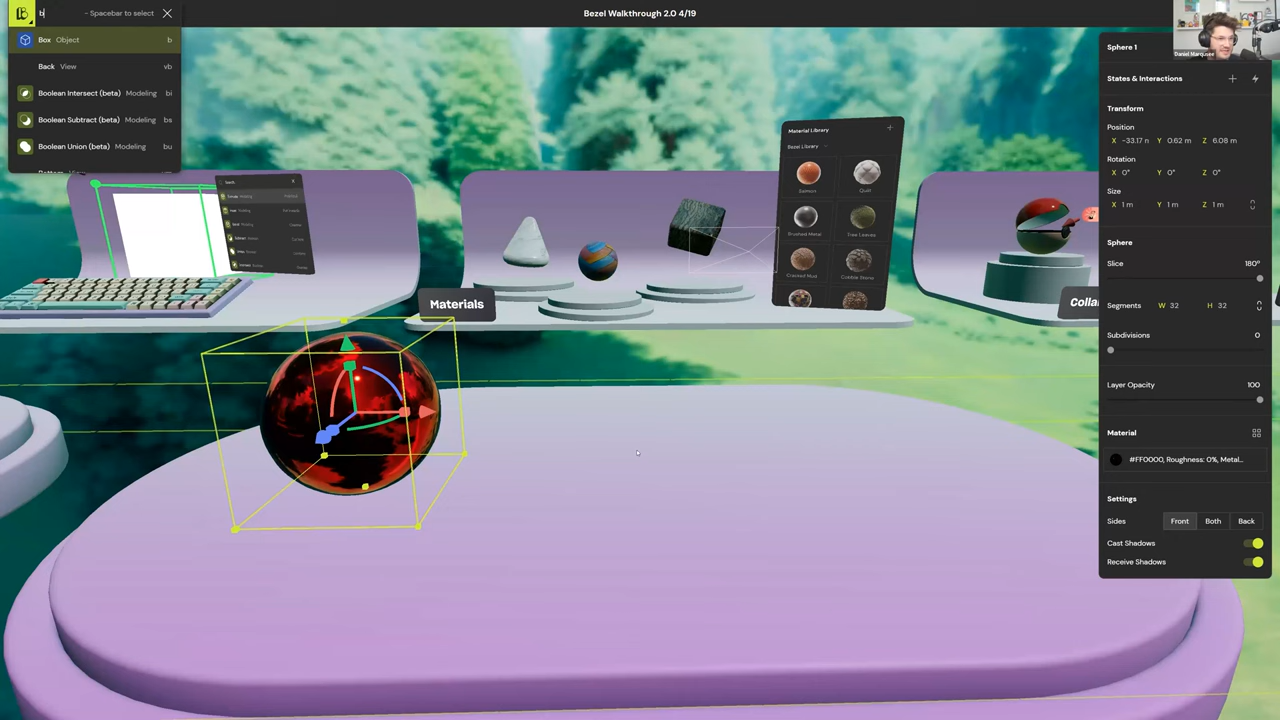 b
- Spacebar to select
Bezel Walkthrough 2.0 4/19
Daniel Marqusee
Box Object b
Back View vb
Boolean Intersect (beta) Modeling bi
Boolean Subtract (beta) Modeling bs
Boolean Union (beta) Modeling bu
Search
Material Library
Bezel Library
Salmon
Quilt
Brushed Metal
Tree Leaves
Cracked Mud
Cobble Stone
Materials
Colla
Sphere 1
States & Interactions
Transform
Position
X -33.17 n Y 0.62 m Z 6.08 m
Rotation
X 0° Y 0° Z 0°
Size
X 1 m Y 1 m Z 1 m
Sphere
Slice 180°
Segments W 32 H 32
Subdivisions 0
Layer Opacity 100
Material
#FF0000, Roughness: 0%, Metal...
Settings
Sides Front Both Back
Cast Shadows
Receive Shadows